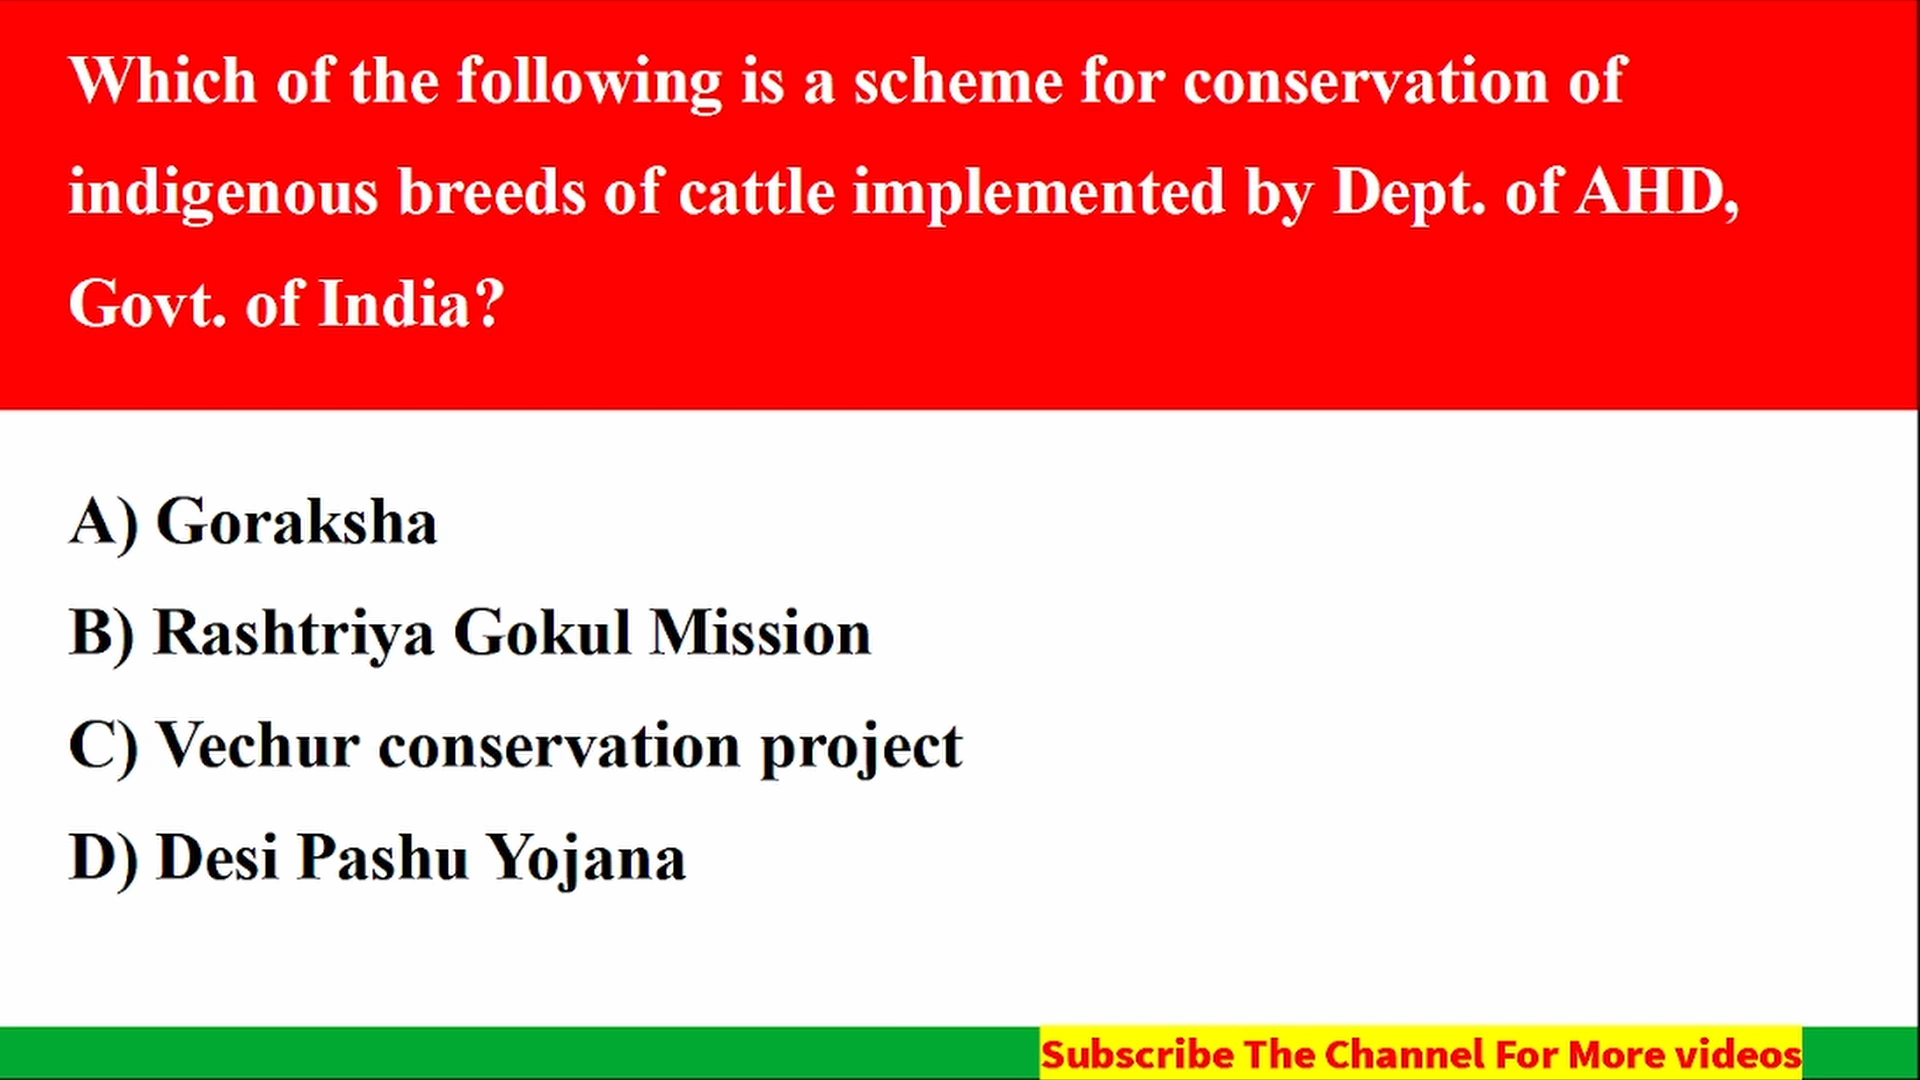 Which of the following is a scheme for conservation of
indigenous breeds of cattle implemented by Dept. of AHD,
Govt. of India?
A) Goraksha
B) Rashtriya Gokul Mission
C) Vechur conservation project
D) Desi Pashu Yojana
Subscribe The Channel For More videos